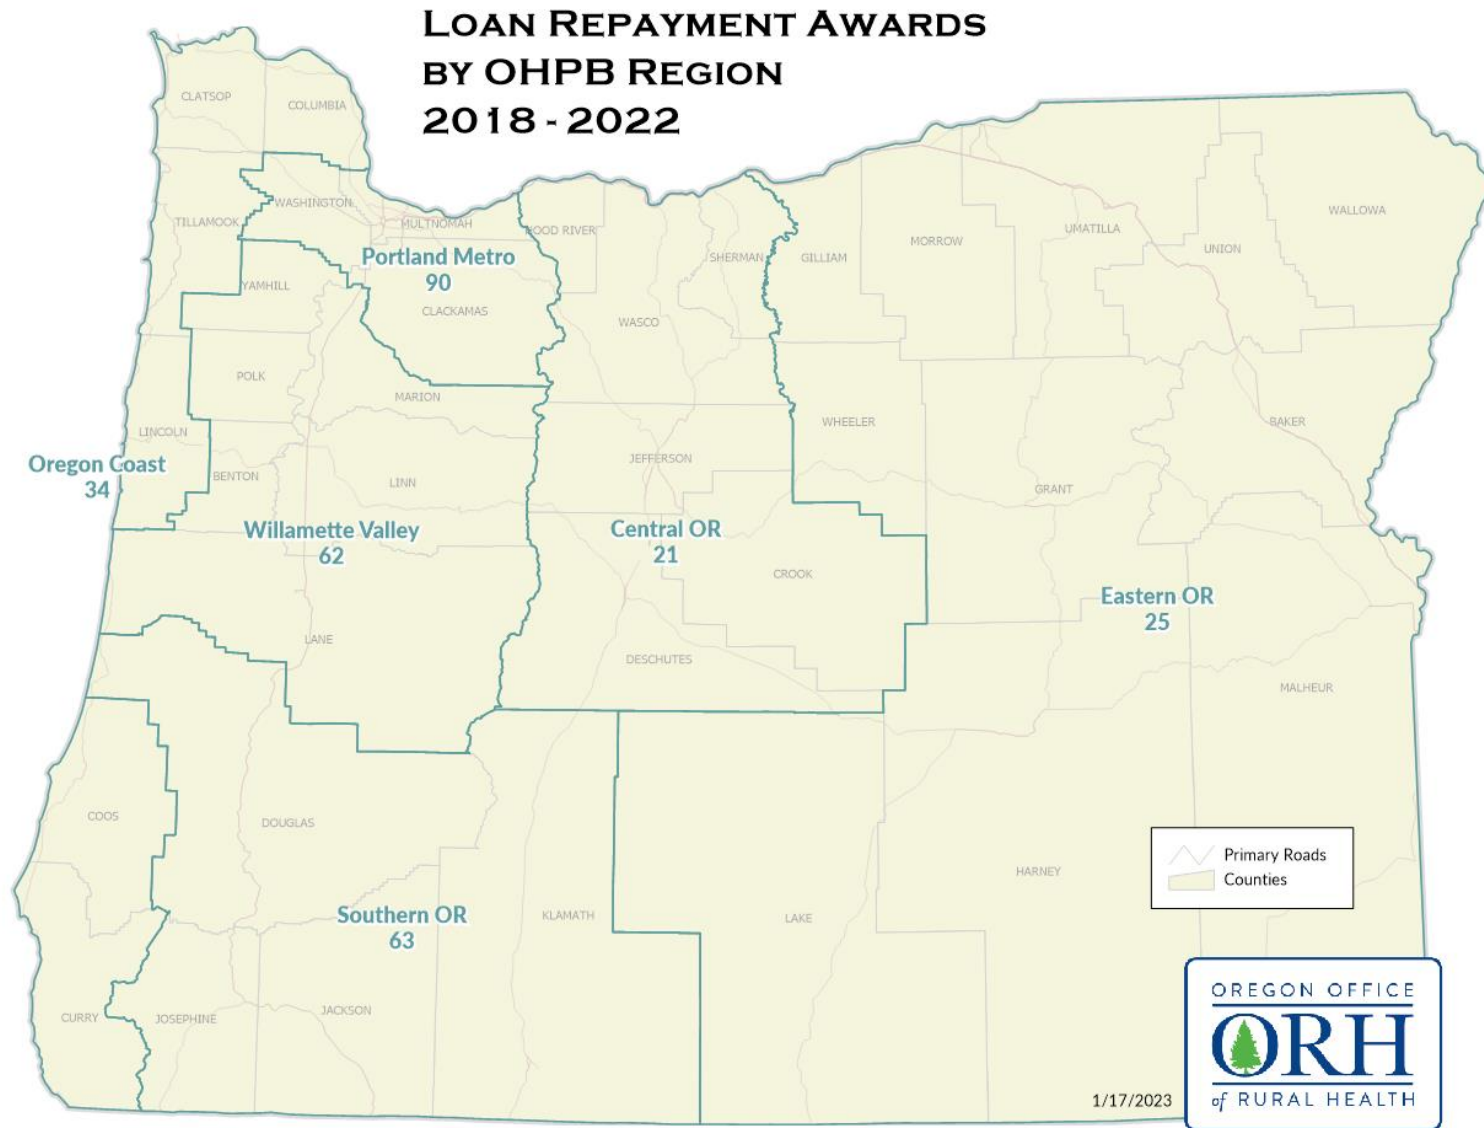 LOAN REPAYMENT AWARDS
BY OHPB REGION
2018 - 2022
CLATSOP
COLUMBIA
TILLAMOOK
WASHINGTON
MULTNOMAH
HOOD RIVER
SHERMAN
GILLIAM
MORROW
UMATILLA
UNION
WALLOWA
Portland Metro
90
YAMHILL
CLACKAMAS
WASCO
POLK
MARION
LINCOLN
WHEELER
BAKER
Oregon Coast
34
BENTON
LINN
JEFFERSON
GRANT
Willamette Valley
62
Central OR
21
CROOK
Eastern OR
25
LANE
DESCHUTES
MALHEUR
COOS
DOUGLAS
Primary Roads
Counties
HARNEY
Southern OR
63
KLAMATH
LAKE
CURRY
JOSEPHINE
JACKSON
1/17/2023
OREGON OFFICE
ORH
of RURAL HEALTH